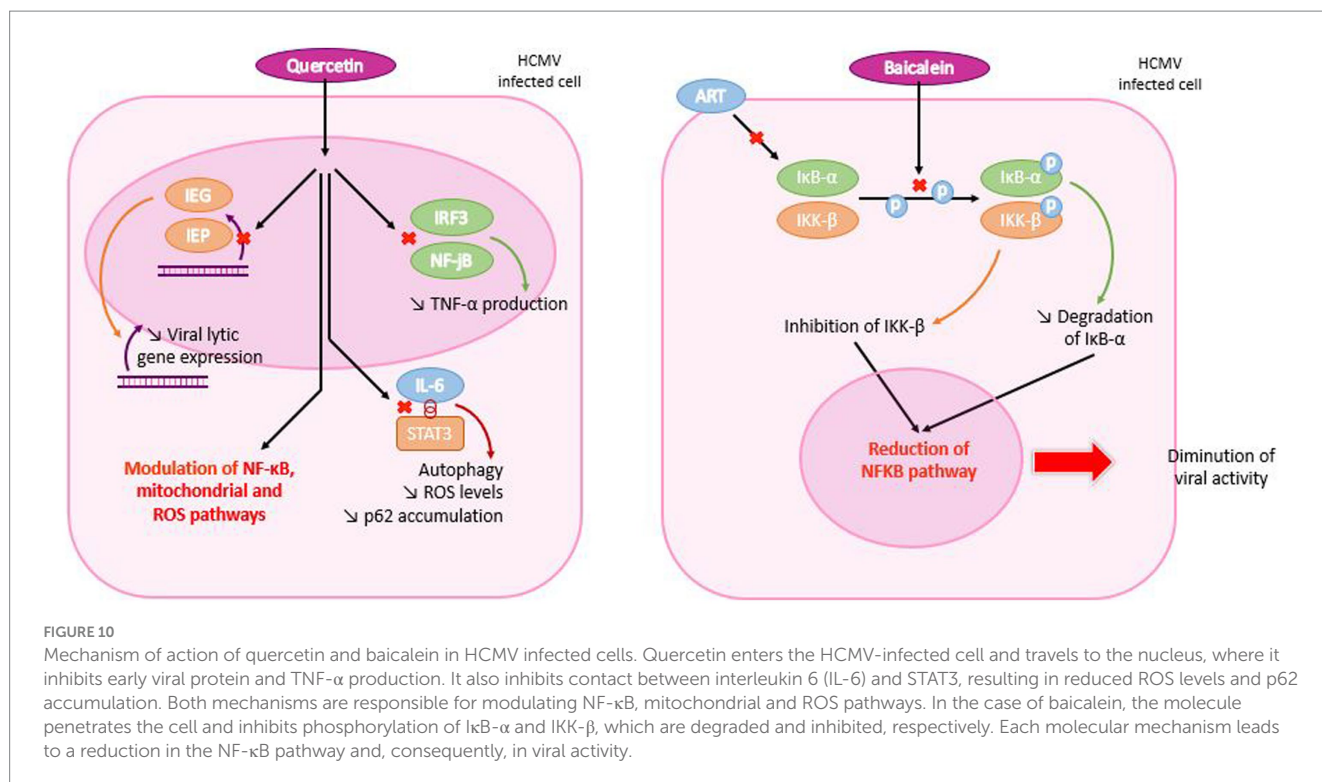 Quercetin
HCMV
infected cell
IEG
IEP
IRF3
NF-jB
↘ TNF-α production
↘ Viral lytic
gene expression
IL-6
STAT3
Modulation of NF-κB,
mitochondrial and
ROS pathways
Autophagy
↘ ROS levels
↘ p62 accumulation
Baicalein
HCMV
infected cell
ART
IκB-α
IKK-β
P
P
IκB-α
P
IKK-β
P
Inhibition of IKK-β
↘ Degradation
of IκB-α
Reduction of
NFKB pathway
Diminution of
viral activity
FIGURE 10
Mechanism of action of quercetin and baicalein in HCMV infected cells. Quercetin enters the HCMV-infected cell and travels to the nucleus, where it
inhibits early viral protein and TNF-α production. It also inhibits contact between interleukin 6 (IL-6) and STAT3, resulting in reduced ROS levels and p62
accumulation. Both mechanisms are responsible for modulating NF-κB, mitochondrial and ROS pathways. In the case of baicalein, the molecule
penetrates the cell and inhibits phosphorylation of IκB-α and IKK-β, which are degraded and inhibited, respectively. Each molecular mechanism leads
to a reduction in the NF-κB pathway and, consequently, in viral activity.